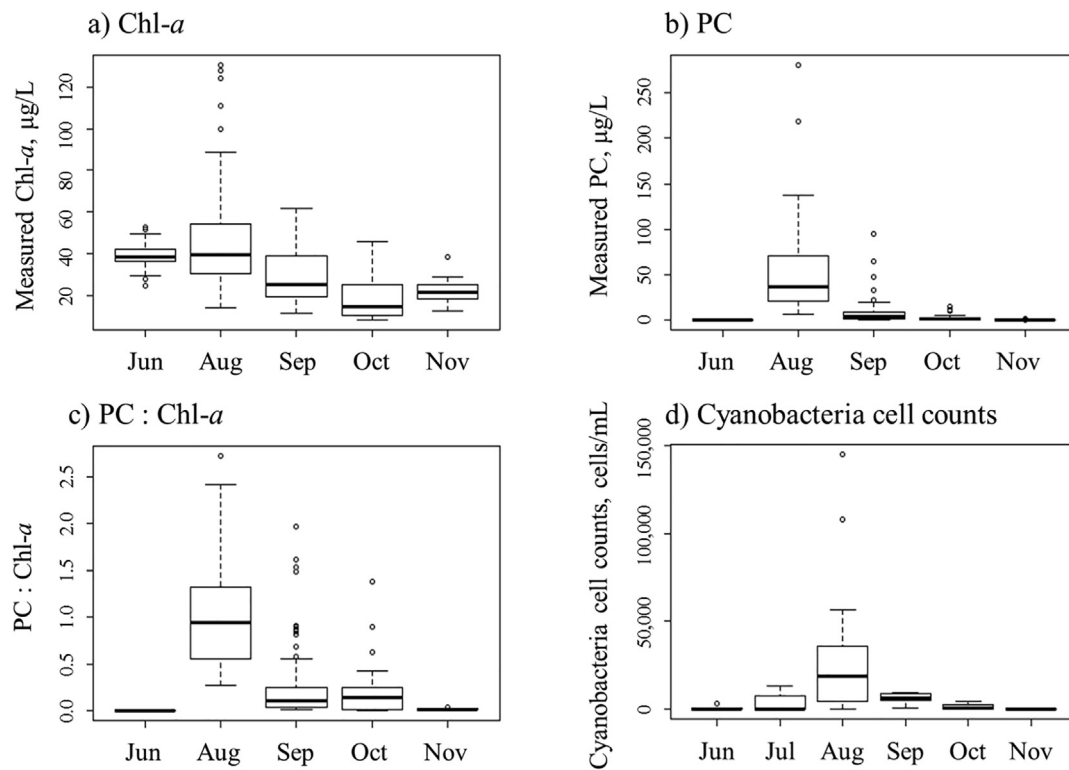 a) Chl-a
Measured Chl-a, µg/L
120
100
80
60
40
20
Jun Aug Sep Oct Nov
b) PC
Measured PC, µg/L
250
200
150
100
50
0
Jun Aug Sep Oct Nov
c) PC : Chl-a
PC : Chl-a
2.5
2.0
1.5
1.0
0.5
0.0
Jun Aug Sep Oct Nov
d) Cyanobacteria cell counts
Cyanobacteria cell counts, cells/mL
150,000
100,000
50,000
0
Jun Jul Aug Sep Oct Nov